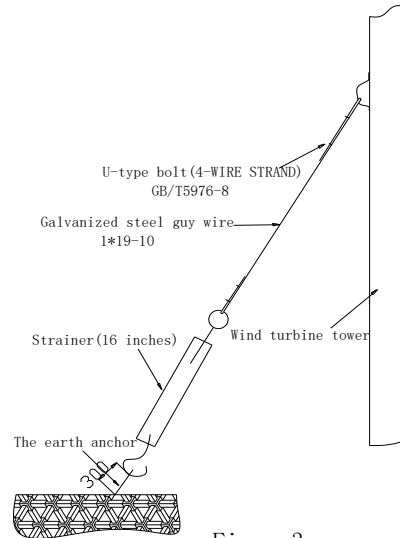 U-type bolt(4-WIRE STRAND)
GB/T5976-8
Galvanized steel guy wire
1*19-10
Strainer(16 inches)
Wind turbine tower
The earth anchor
300